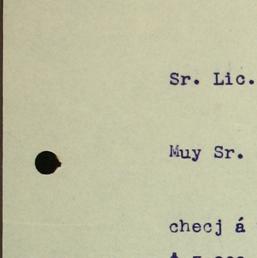 Sr. Lic.
Muy Sr.
checj á